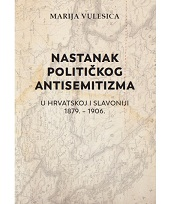 MARIJA VULESICA
NASTANAK
POLITIČKOG
ANTISEMITIZMA
U HRVATSKOJ I SLAVONIJI
1879. – 1906.